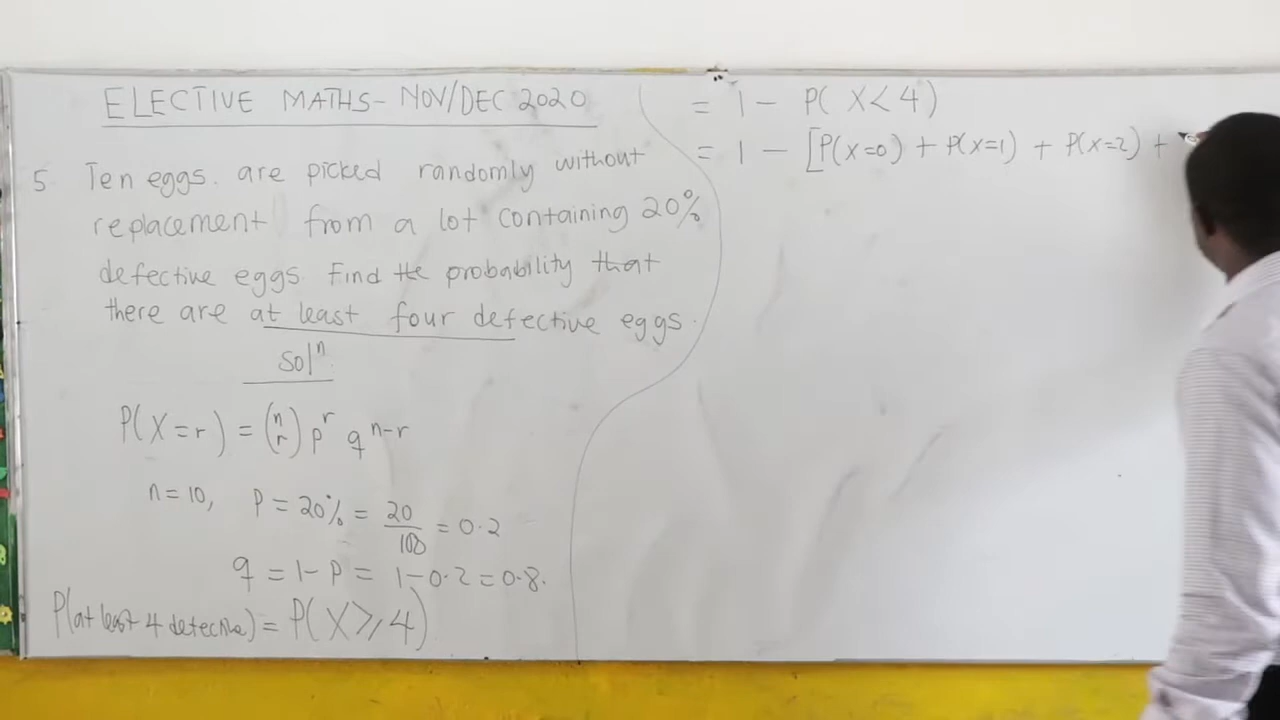 ELECTIVE MATHS - NOV/DEC 2020
5. Ten eggs. are picked randomly without
replacement from a lot containing 20%
defective eggs. Find the probability that
there are at least four defective eggs.
Solⁿ
P(X=r) = (n r) p^r q^n-r
n=10, P = 20% = 20/100 = 0.2
q = 1-P = 1-0.2 = 0.8.
P(at least 4 defective) = P(X ⩾ 4)
= 1 - P( X < 4 )
= 1 - [P(x=0) + P(x=1) + P(x=2) +